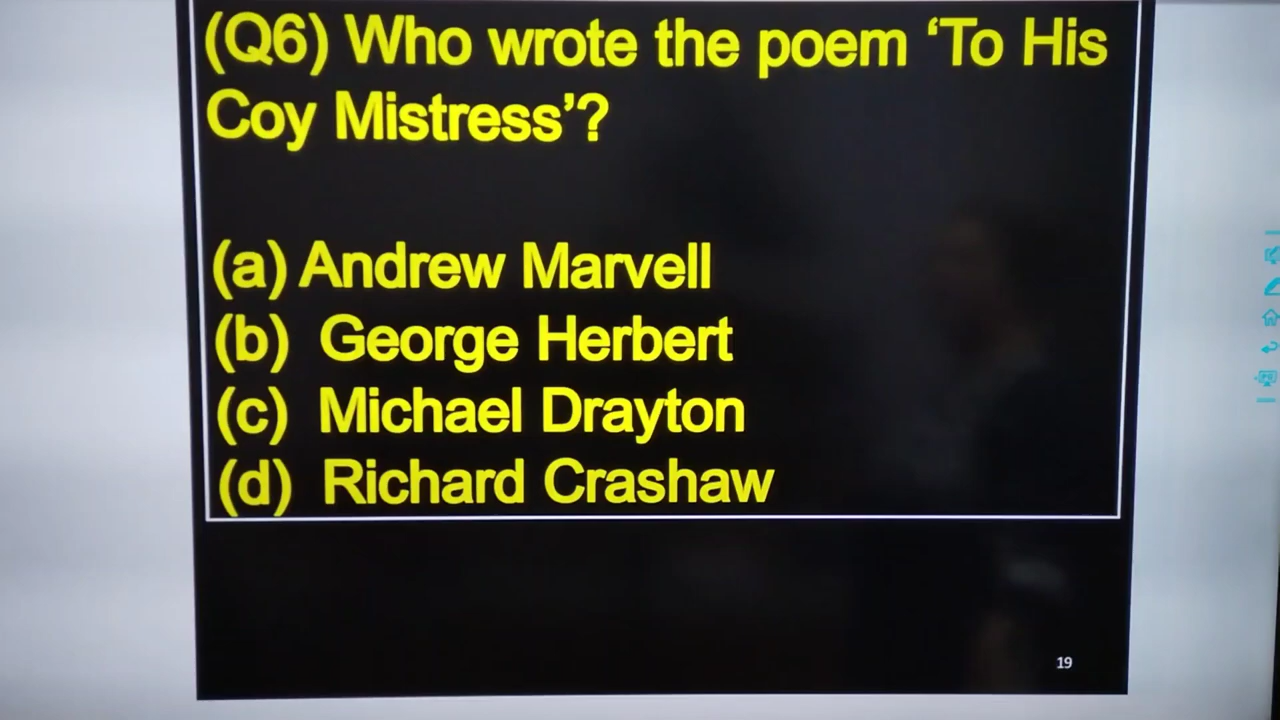 (Q6) Who wrote the poem ‘To His
Coy Mistress’?
(a) Andrew Marvell
(b) George Herbert
(c) Michael Drayton
(d) Richard Crashaw
19